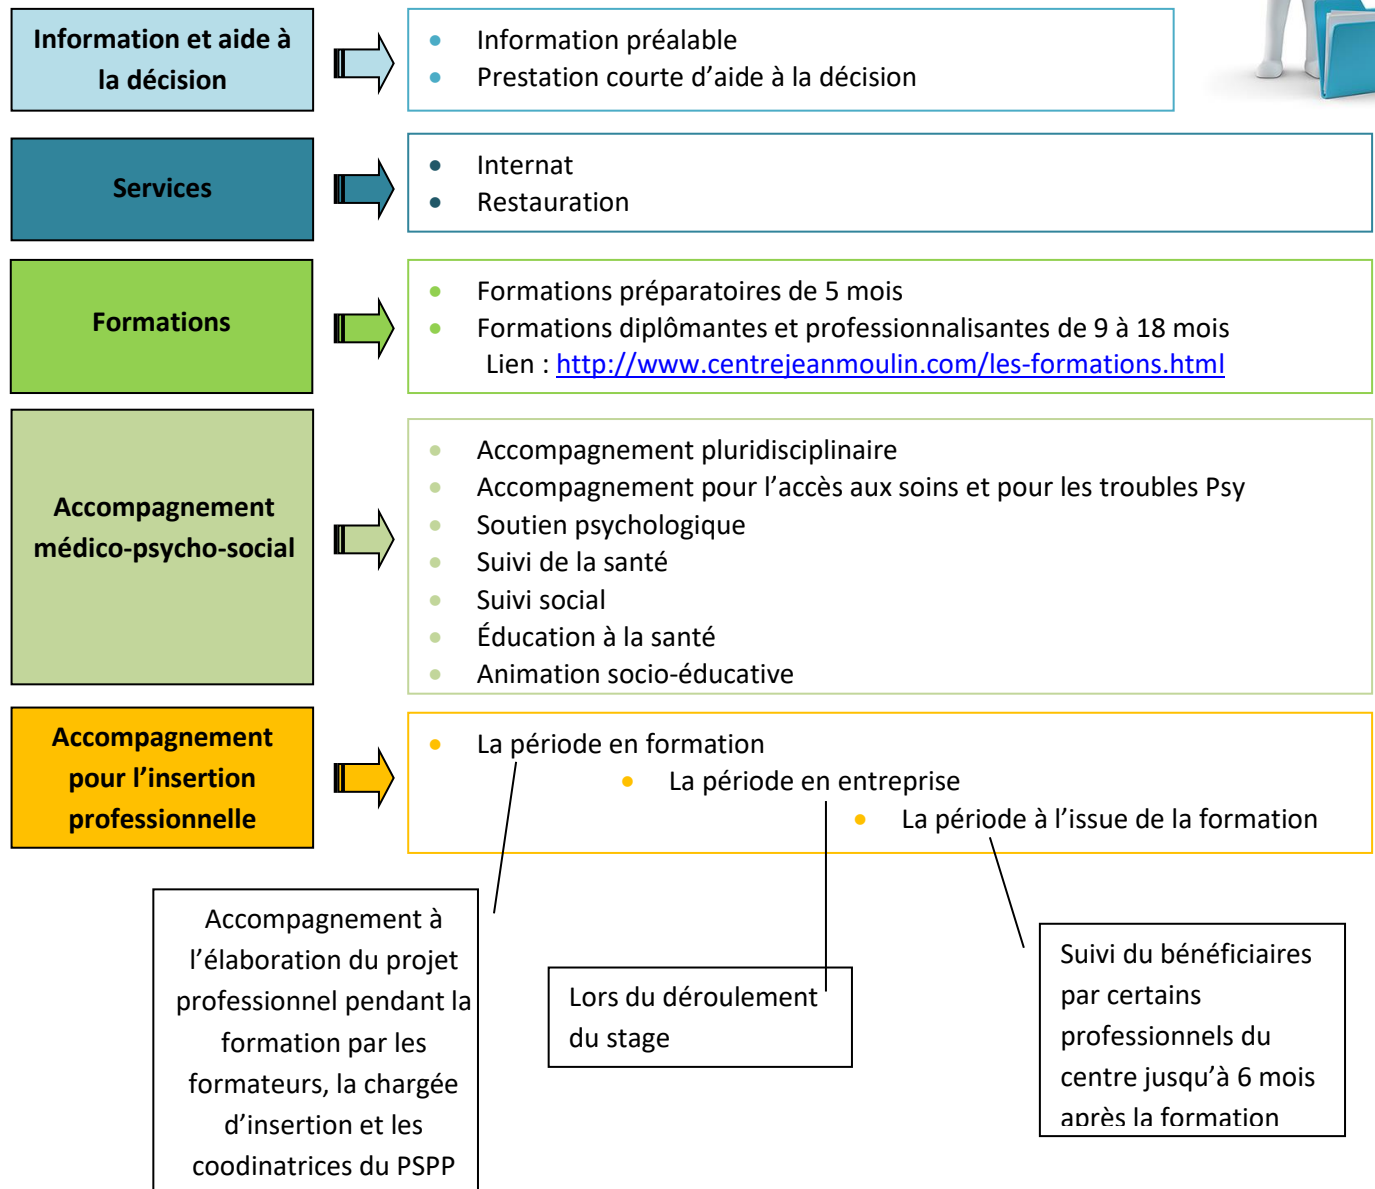 Information et aide à
la décision
• Information préalable
• Prestation courte d'aide à la décision
Services
• Internat
• Restauration
Formations
• Formations préparatoires de 5 mois
• Formations diplômantes et professionnalisantes de 9 à 18 mois
Lien : http://www.centrejeanmoulin.com/les-formations.html
Accompagnement
médico-psycho-social
• Accompagnement pluridisciplinaire
• Accompagnement pour l'accès aux soins et pour les troubles Psy
• Soutien psychologique
• Suivi de la santé
• Suivi social
• Éducation à la santé
• Animation socio-éducative
Accompagnement
pour l'insertion
professionnelle
• La période en formation
• La période en entreprise
• La période à l'issue de la formation
Accompagnement à
l'élaboration du projet
professionnel pendant la
formation par les
formateurs, la chargée
d'insertion et les
coodinatrices du PSPP
Lors du déroulement
du stage
Suivi du bénéficiaires
par certains
professionnels du
centre jusqu'à 6 mois
après la formation